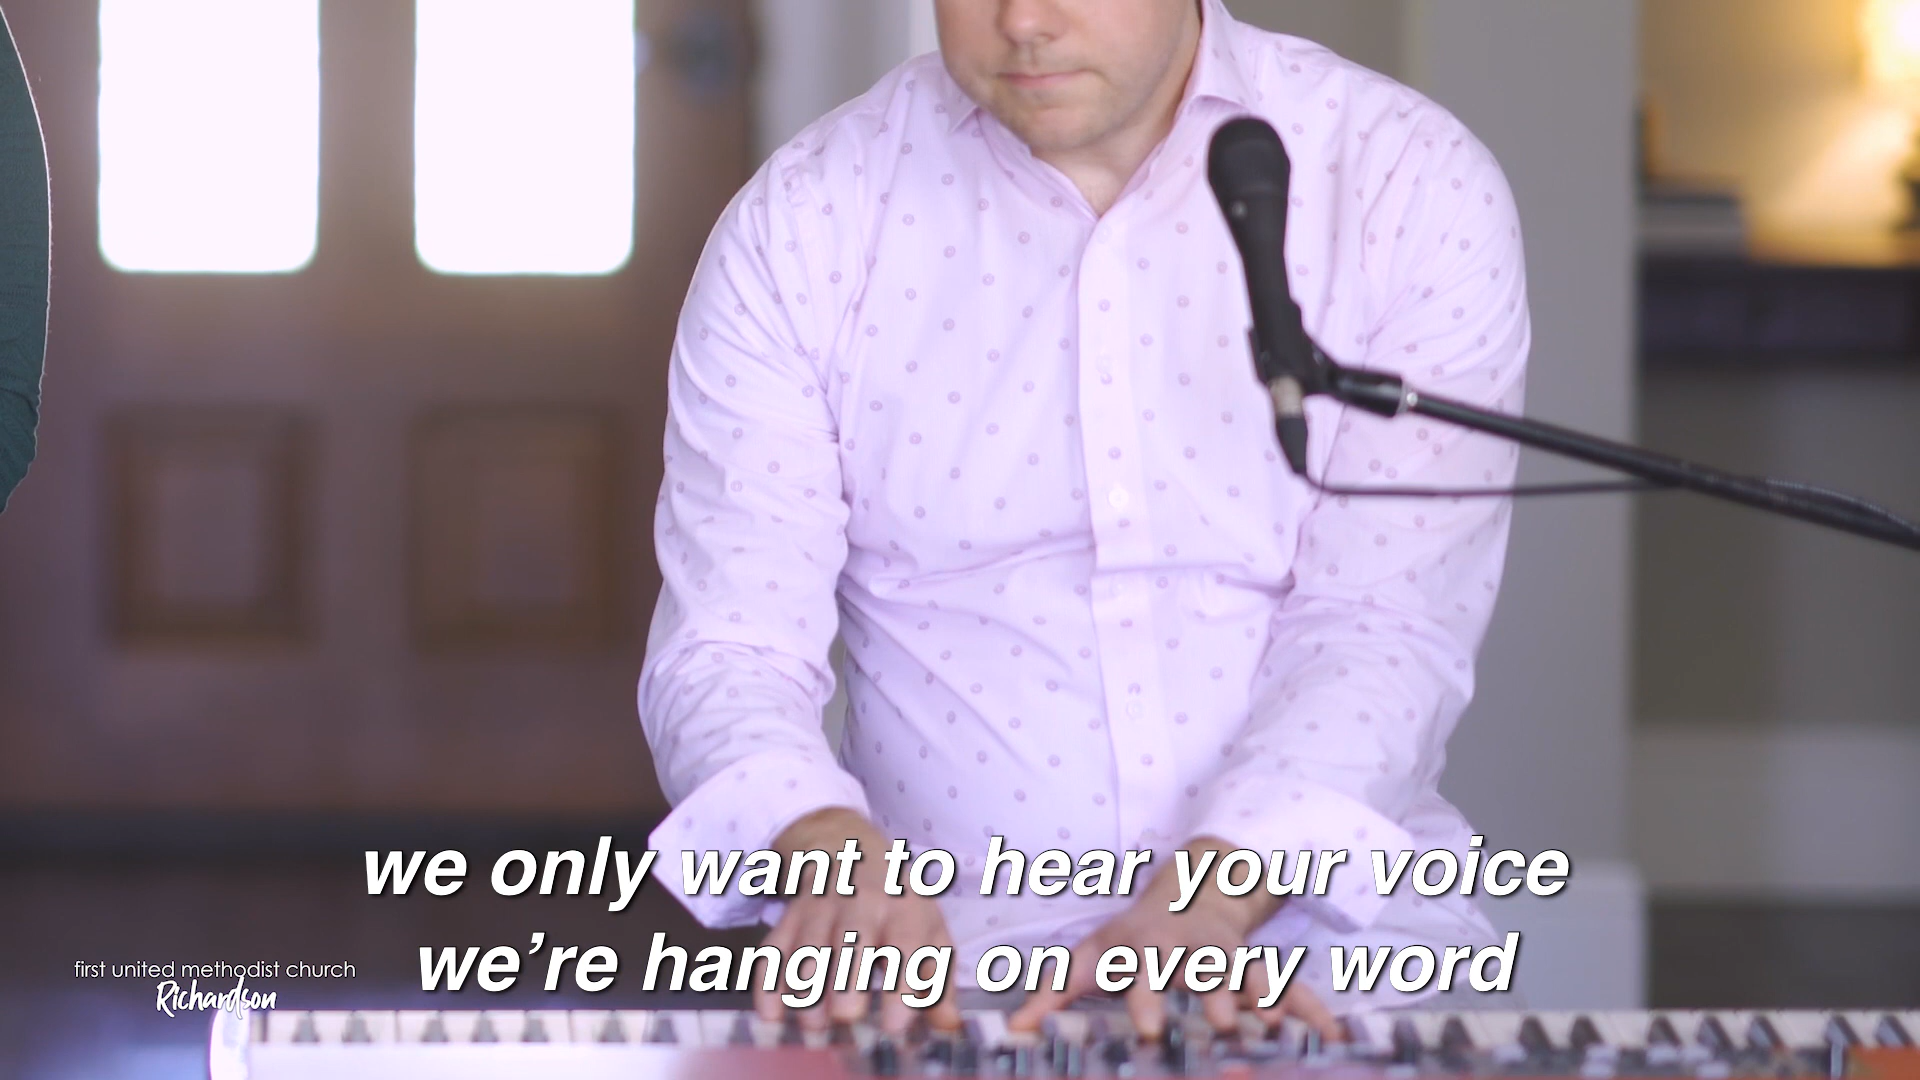 we only want to hear your voice
we’re hanging on every word
first united methodist church
Richardson